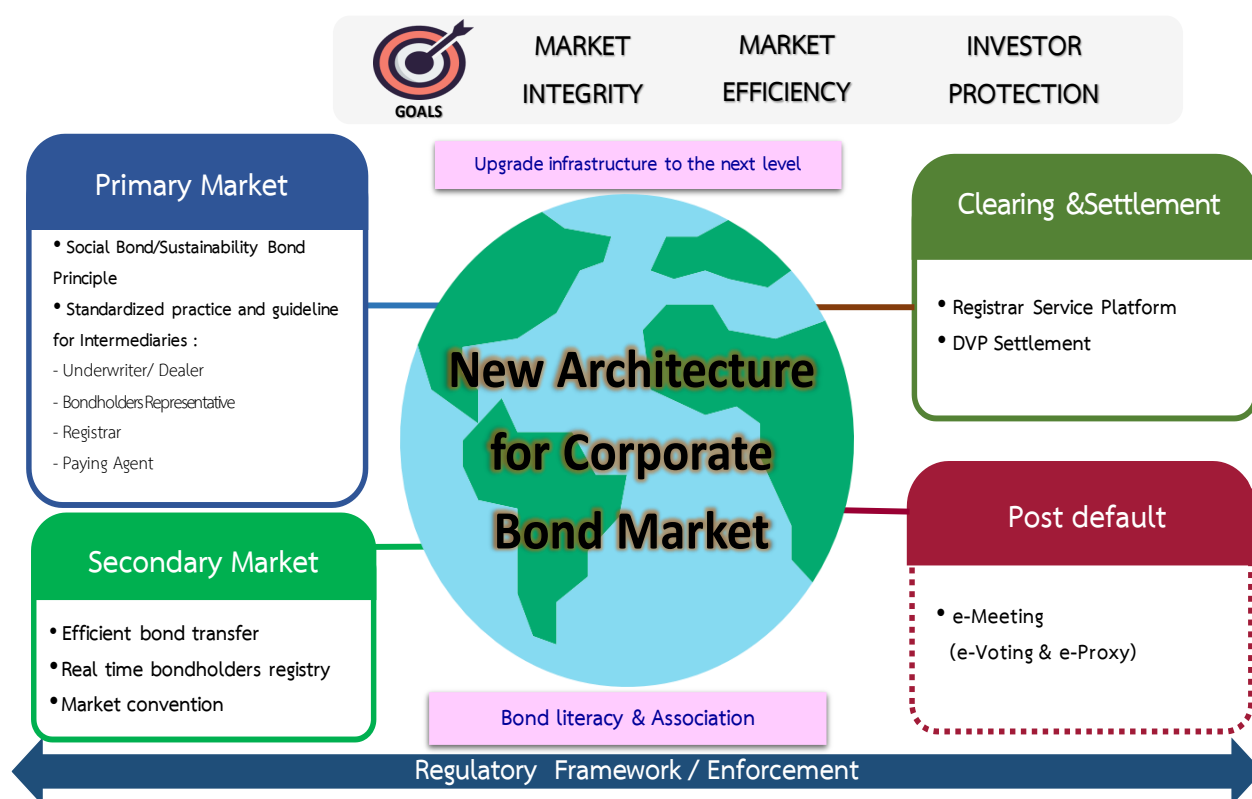 GOALS
MARKET
INTEGRITY
MARKET
EFFICIENCY
INVESTOR
PROTECTION
Upgrade infrastructure to the next level
Primary Market
• Social Bond/Sustainability Bond
Principle
• Standardized practice and guideline
for Intermediaries :
- Underwriter/ Dealer
- Bondholders Representative
- Registrar
- Paying Agent
Clearing &Settlement
• Registrar Service Platform
• DVP Settlement
New Architecture
for Corporate
Bond Market
Secondary Market
• Efficient bond transfer
• Real time bondholders registry
• Market convention
Post default
• e-Meeting
(e-Voting & e-Proxy)
Bond literacy & Association
Regulatory Framework / Enforcement